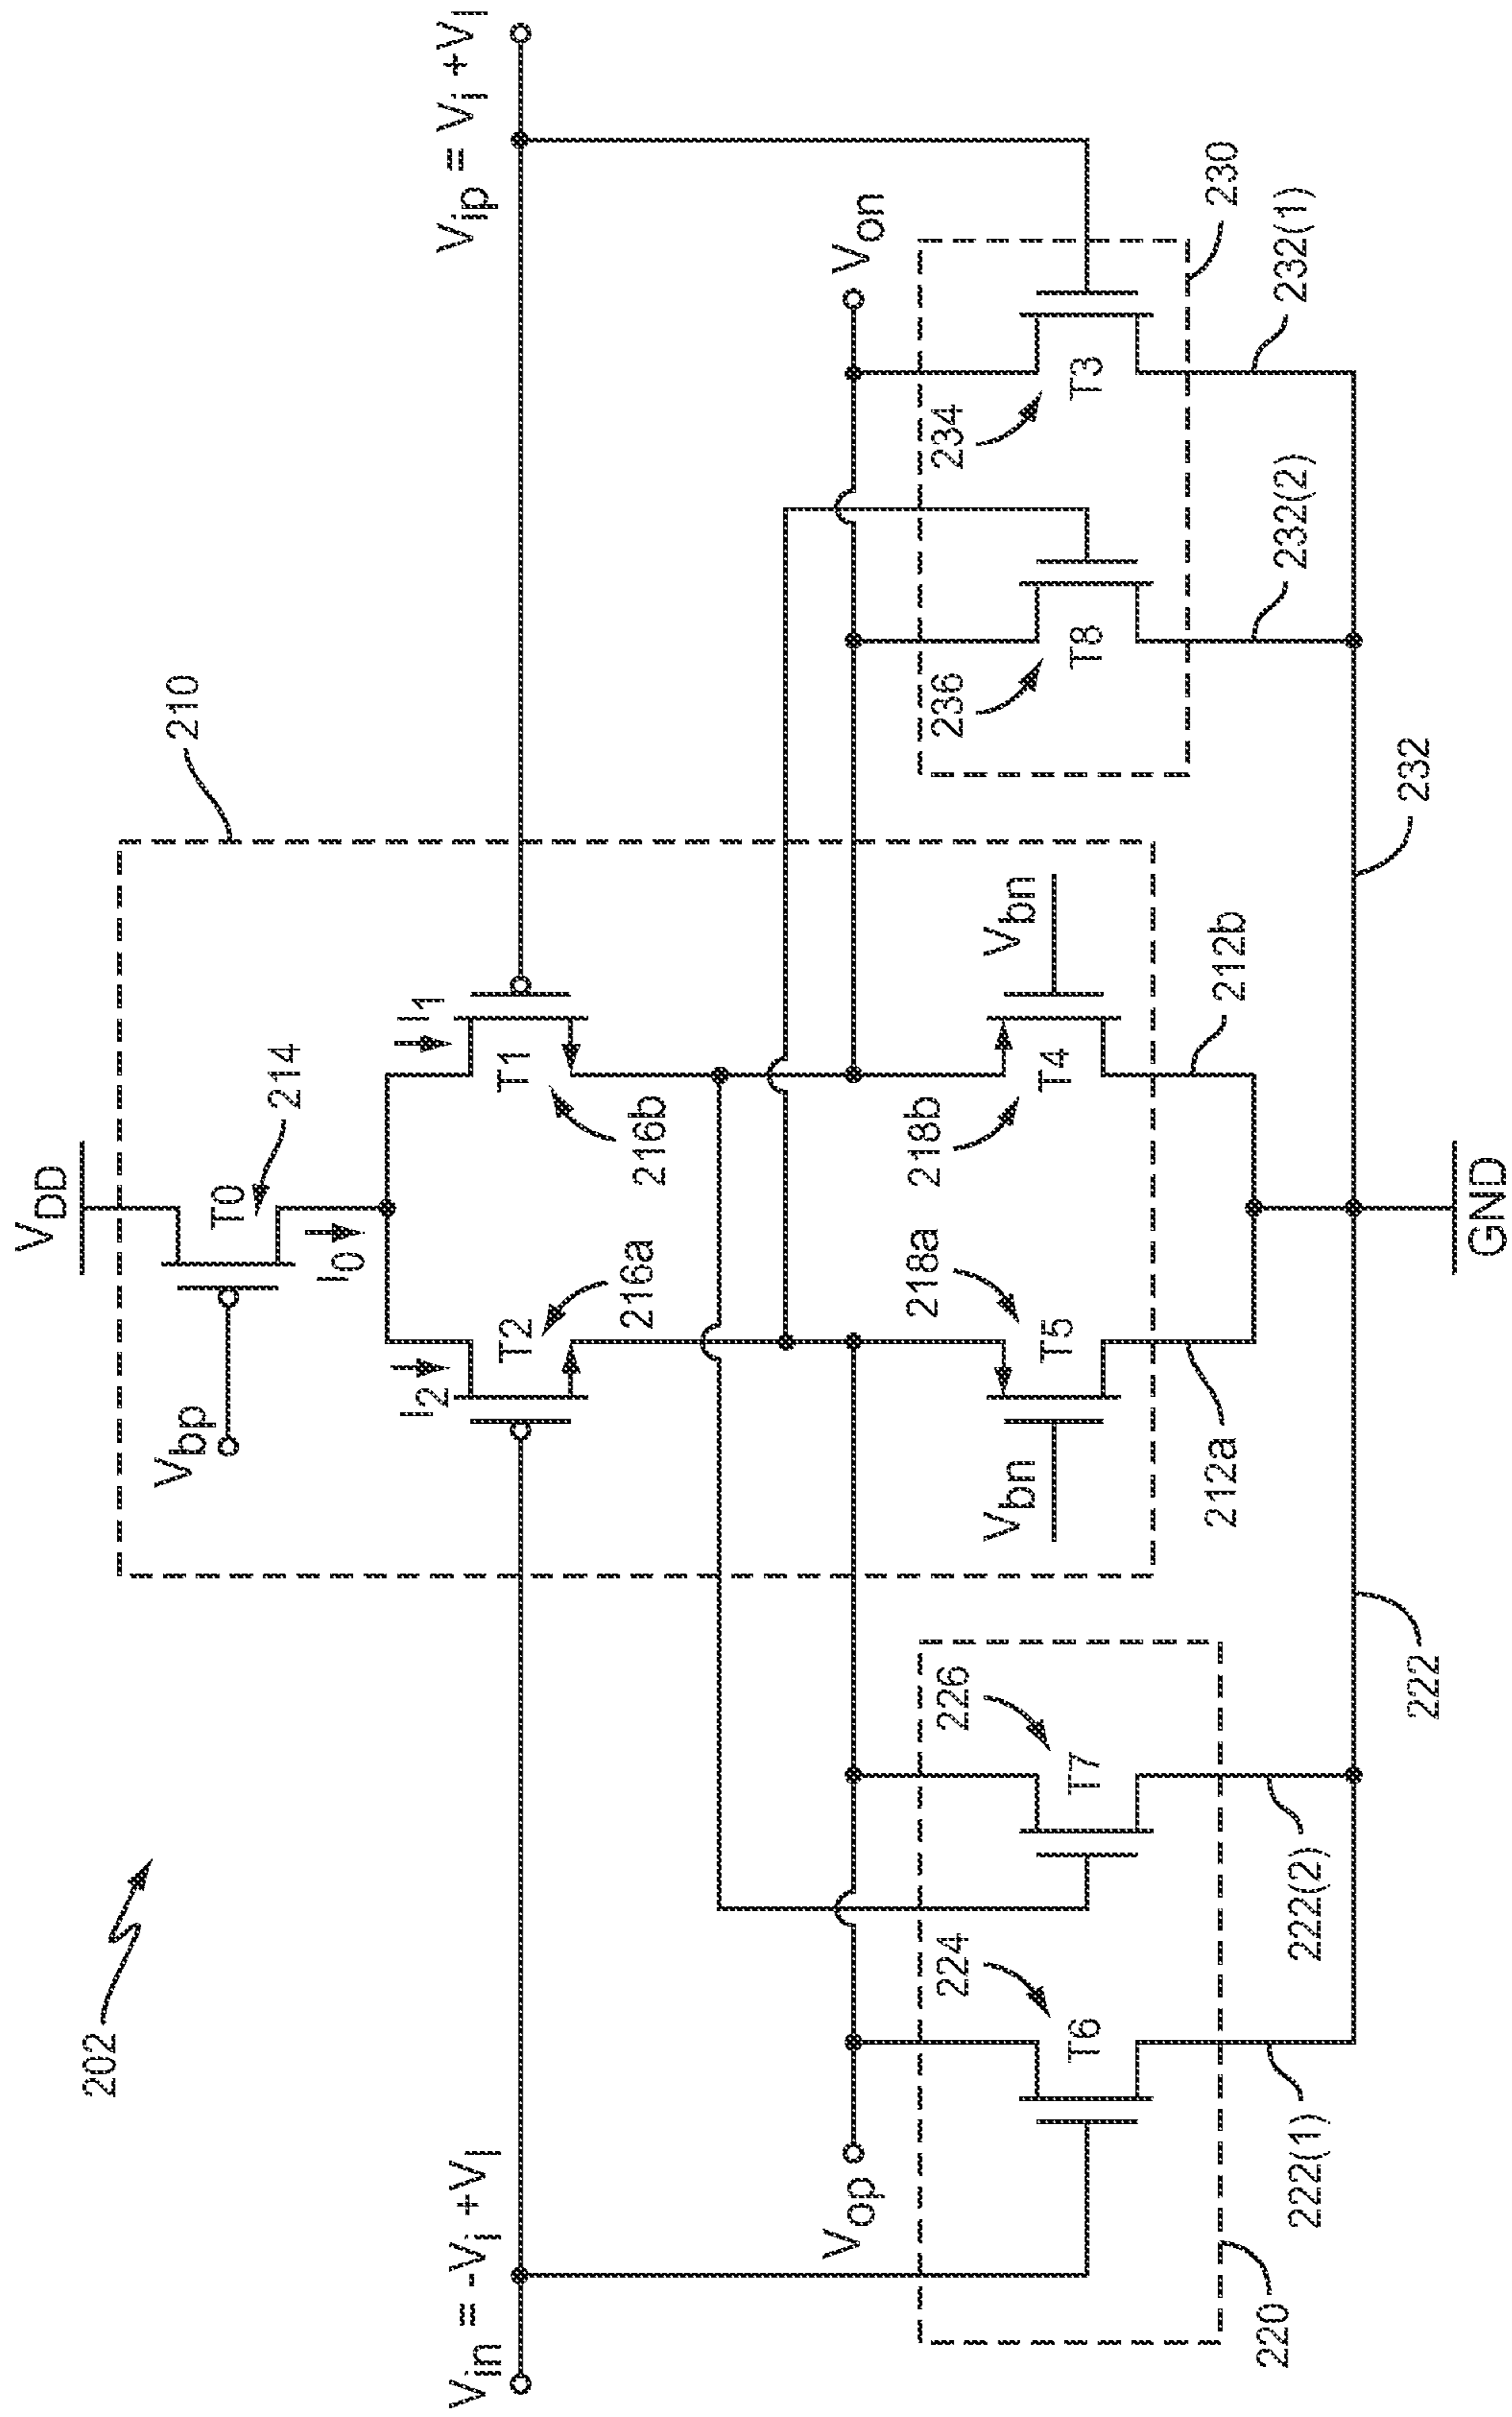 202
V_DD
210
V_bp
T0
214
I_0
V_in = -V_i +V_I
V_ip = V_i +V_I
I_2
I_1
T2
T1
216a
216b
V_op
V_on
224
226
218a
218b
236
234
V_bn
V_bn
T6
T7
T5
T4
T8
T3
220
230
222(1)
222(2)
212a
212b
232(2)
232(1)
222
232
GND